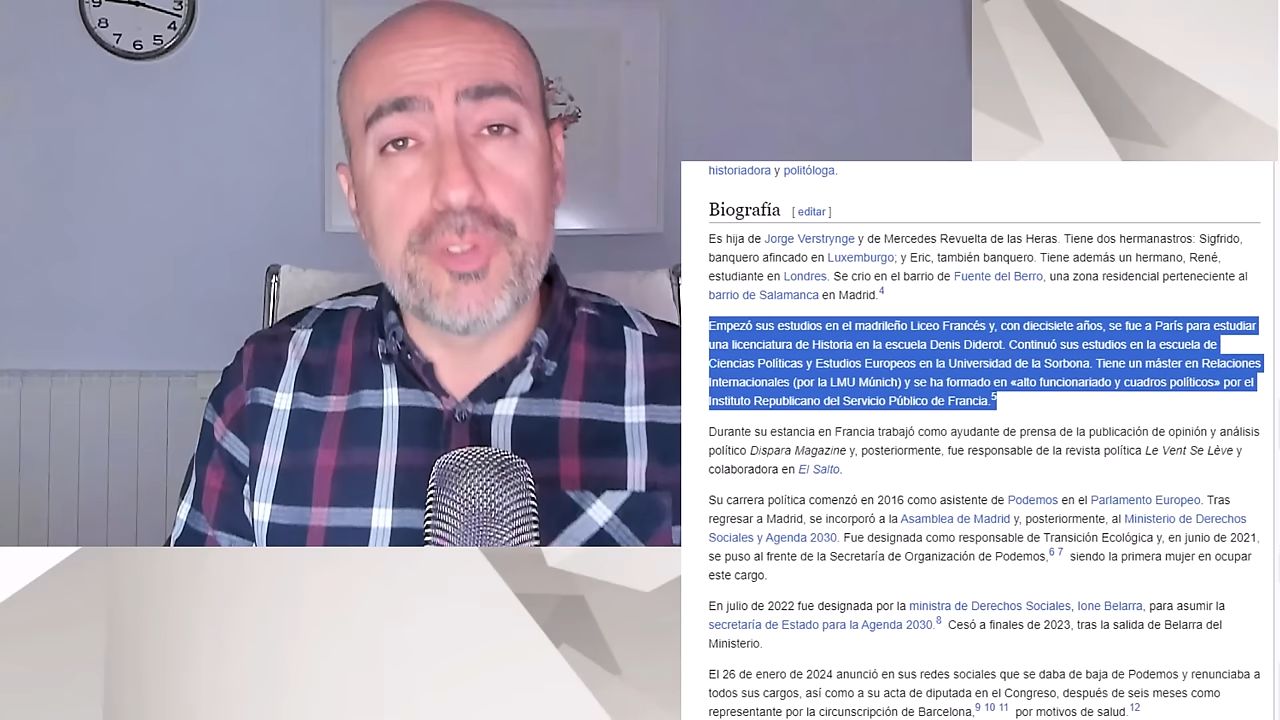 9 3
8 4
7 6 5
historiadora y politóloga.
Biografía [ editar ]
Es hija de Jorge Verstrynge y de Mercedes Revuelta de las Heras. Tiene dos hermanastros: Sigfrido,
banquero afincado en Luxemburgo; y Eric, también banquero. Tiene además un hermano, René,
estudiante en Londres. Se crio en el barrio de Fuente del Berro, una zona residencial perteneciente al
barrio de Salamanca en Madrid.4
Empezó sus estudios en el madrileño Liceo Francés y, con diecisiete años, se fue a París para estudiar
una licenciatura de Historia en la escuela Denis Diderot. Continuó sus estudios en la escuela de
Ciencias Políticas y Estudios Europeos en la Universidad de la Sorbona. Tiene un máster en Relaciones
Internacionales (por la LMU Múnich) y se ha formado en «alto funcionariado y cuadros políticos» por el
Instituto Republicano del Servicio Público de Francia.5
Durante su estancia en Francia trabajó como ayudante de prensa de la publicación de opinión y análisis
político Dispara Magazine y, posteriormente, fue responsable de la revista política Le Vent Se Lève y
colaboradora en El Salto.
Su carrera política comenzó en 2016 como asistente de Podemos en el Parlamento Europeo. Tras
regresar a Madrid, se incorporó a la Asamblea de Madrid y, posteriormente, al Ministerio de Derechos
Sociales y Agenda 2030. Fue designada como responsable de Transición Ecológica y, en junio de 2021,
se puso al frente de la Secretaría de Organización de Podemos,6 7 siendo la primera mujer en ocupar
este cargo.
En julio de 2022 fue designada por la ministra de Derechos Sociales, Ione Belarra, para asumir la
secretaría de Estado para la Agenda 2030.8 Cesó a finales de 2023, tras la salida de Belarra del
Ministerio.
El 26 de enero de 2024 anunció en sus redes sociales que se daba de baja de Podemos y renunciaba a
todos sus cargos, así como a su acta de diputada en el Congreso, después de seis meses como
representante por la circunscripción de Barcelona,9 10 11 por motivos de salud.12